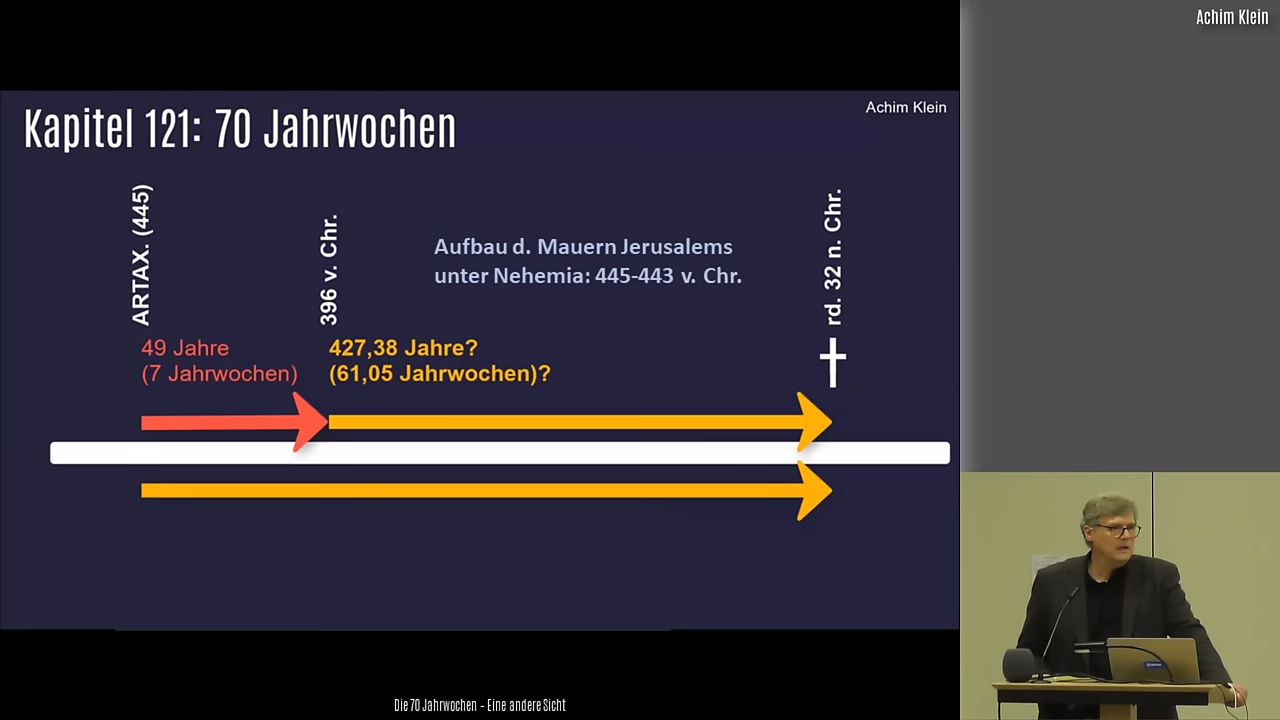 Achim Klein
Kapitel 121: 70 Jahrwochen
Achim Klein
ARTAX. (445)
396 v. Chr.
Aufbau d. Mauern Jerusalems
unter Nehemia: 445-443 v. Chr.
rd. 32 n. Chr.
49 Jahre
(7 Jahrwochen)
427,38 Jahre?
(61,05 Jahrwochen)?
Die 70 Jahrwochen - Eine andere Sicht